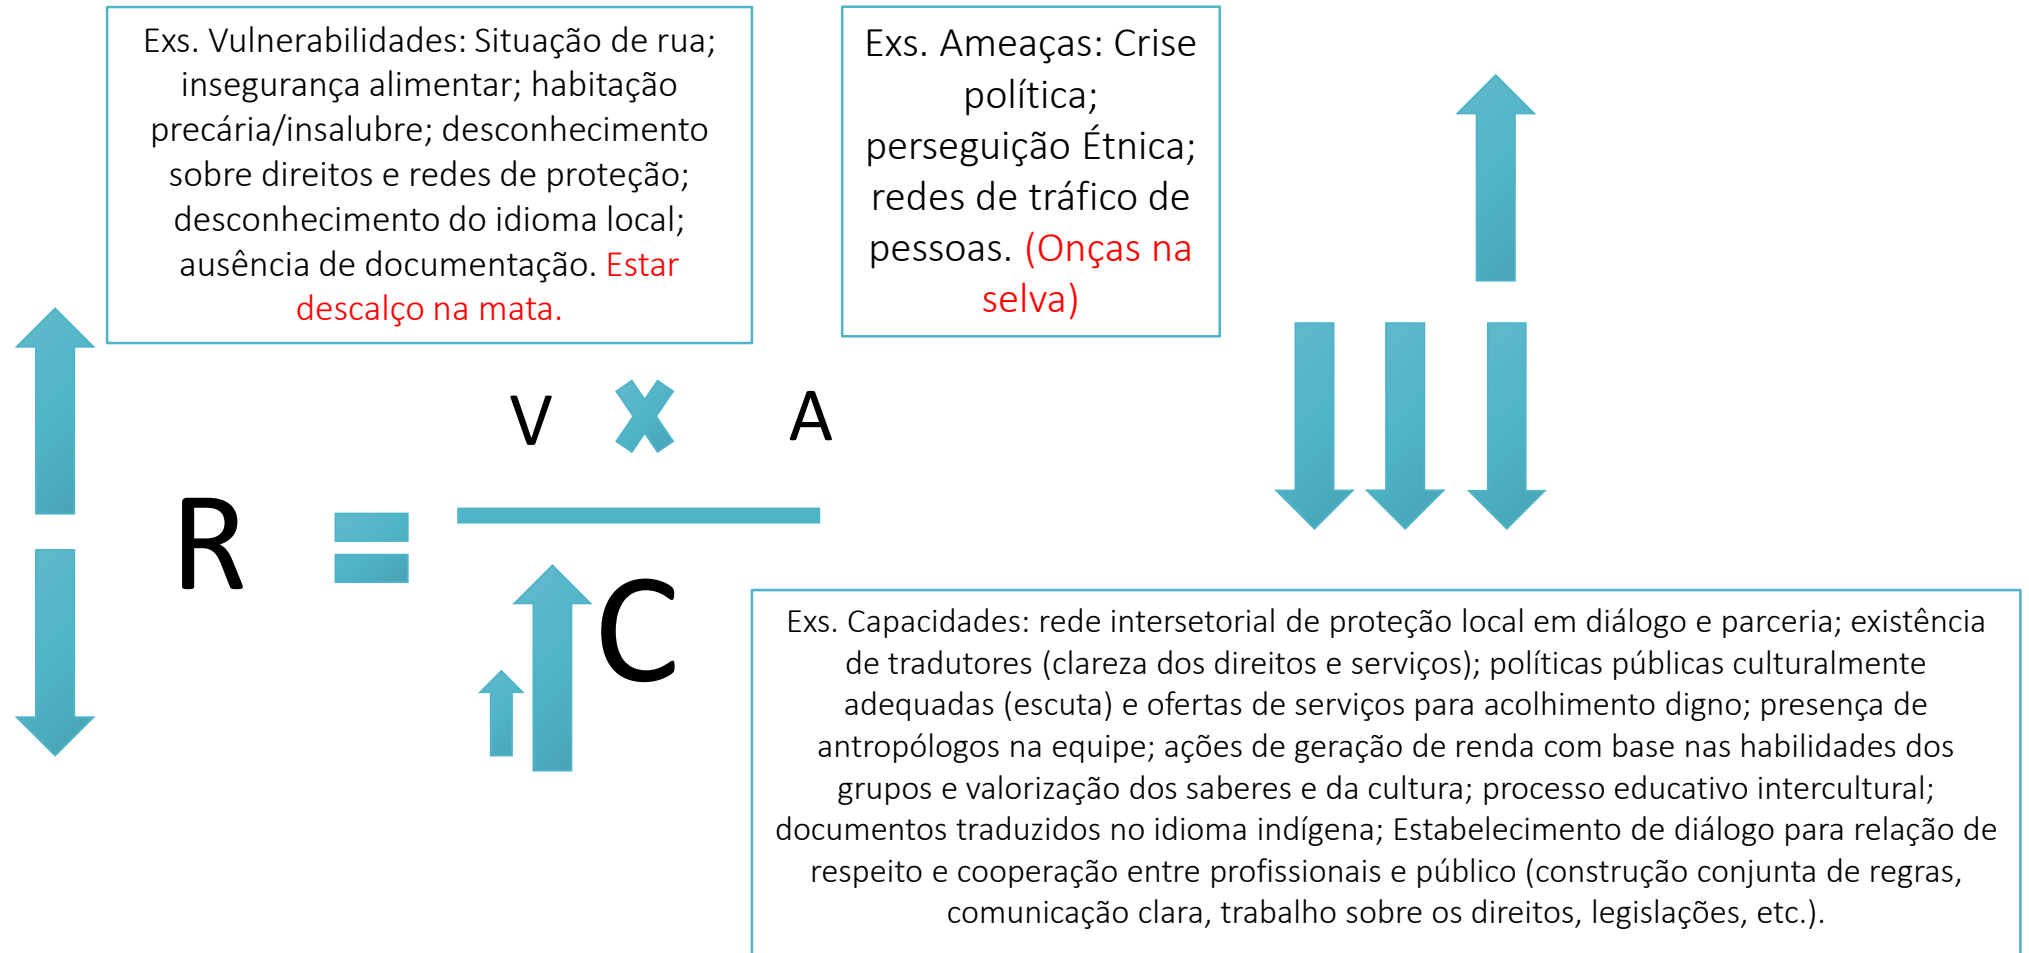 Exs. Vulnerabilidades: Situação de rua;
insegurança alimentar; habitação
precária/insalubre; desconhecimento
sobre direitos e redes de proteção;
desconhecimento do idioma local;
ausência de documentação. Estar
descalço na mata.
Exs. Ameaças: Crise
política;
perseguição Étnica;
redes de tráfico de
pessoas. (Onças na
selva)
V
A
R
C
Exs. Capacidades: rede intersetorial de proteção local em diálogo e parceria; existência
de tradutores (clareza dos direitos e serviços); políticas públicas culturalmente
adequadas (escuta) e ofertas de serviços para acolhimento digno; presença de
antropólogos na equipe; ações de geração de renda com base nas habilidades dos
grupos e valorização dos saberes e da cultura; processo educativo intercultural;
documentos traduzidos no idioma indígena; Estabelecimento de diálogo para relação de
respeito e cooperação entre profissionais e público (construção conjunta de regras,
comunicação clara, trabalho sobre os direitos, legislações, etc.).